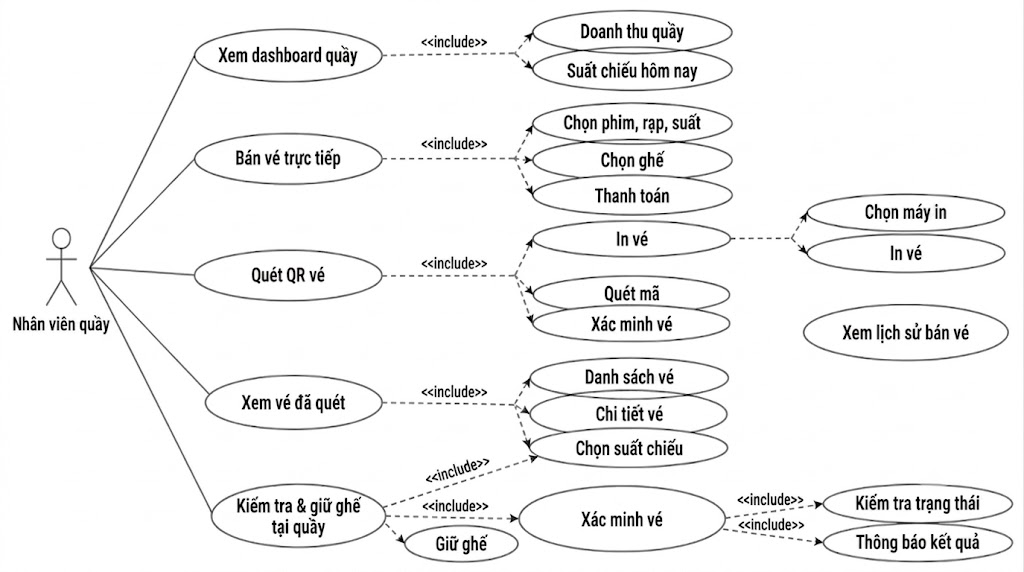 Xem dashboard quầy
<<include>>
Doanh thu quầy
Suất chiếu hôm nay
Bán vé trực tiếp
<<include>>
Chọn phim, rạp, suất
Chọn ghế
Thanh toán
Quét QR vé
<<include>>
In vé
Quét mã
Xác minh vé
Chọn máy in
In vé
Xem lịch sử bán vé
Nhân viên quầy
Xem vé đã quét
<<include>>
Danh sách vé
Chi tiết vé
Chọn suất chiếu
Kiểm tra & giữ ghế
tại quầy
<<include>>
<<include>>
Giữ ghế
Xác minh vé
<<include>>
<<include>>
Kiểm tra trạng thái
Thông báo kết quả